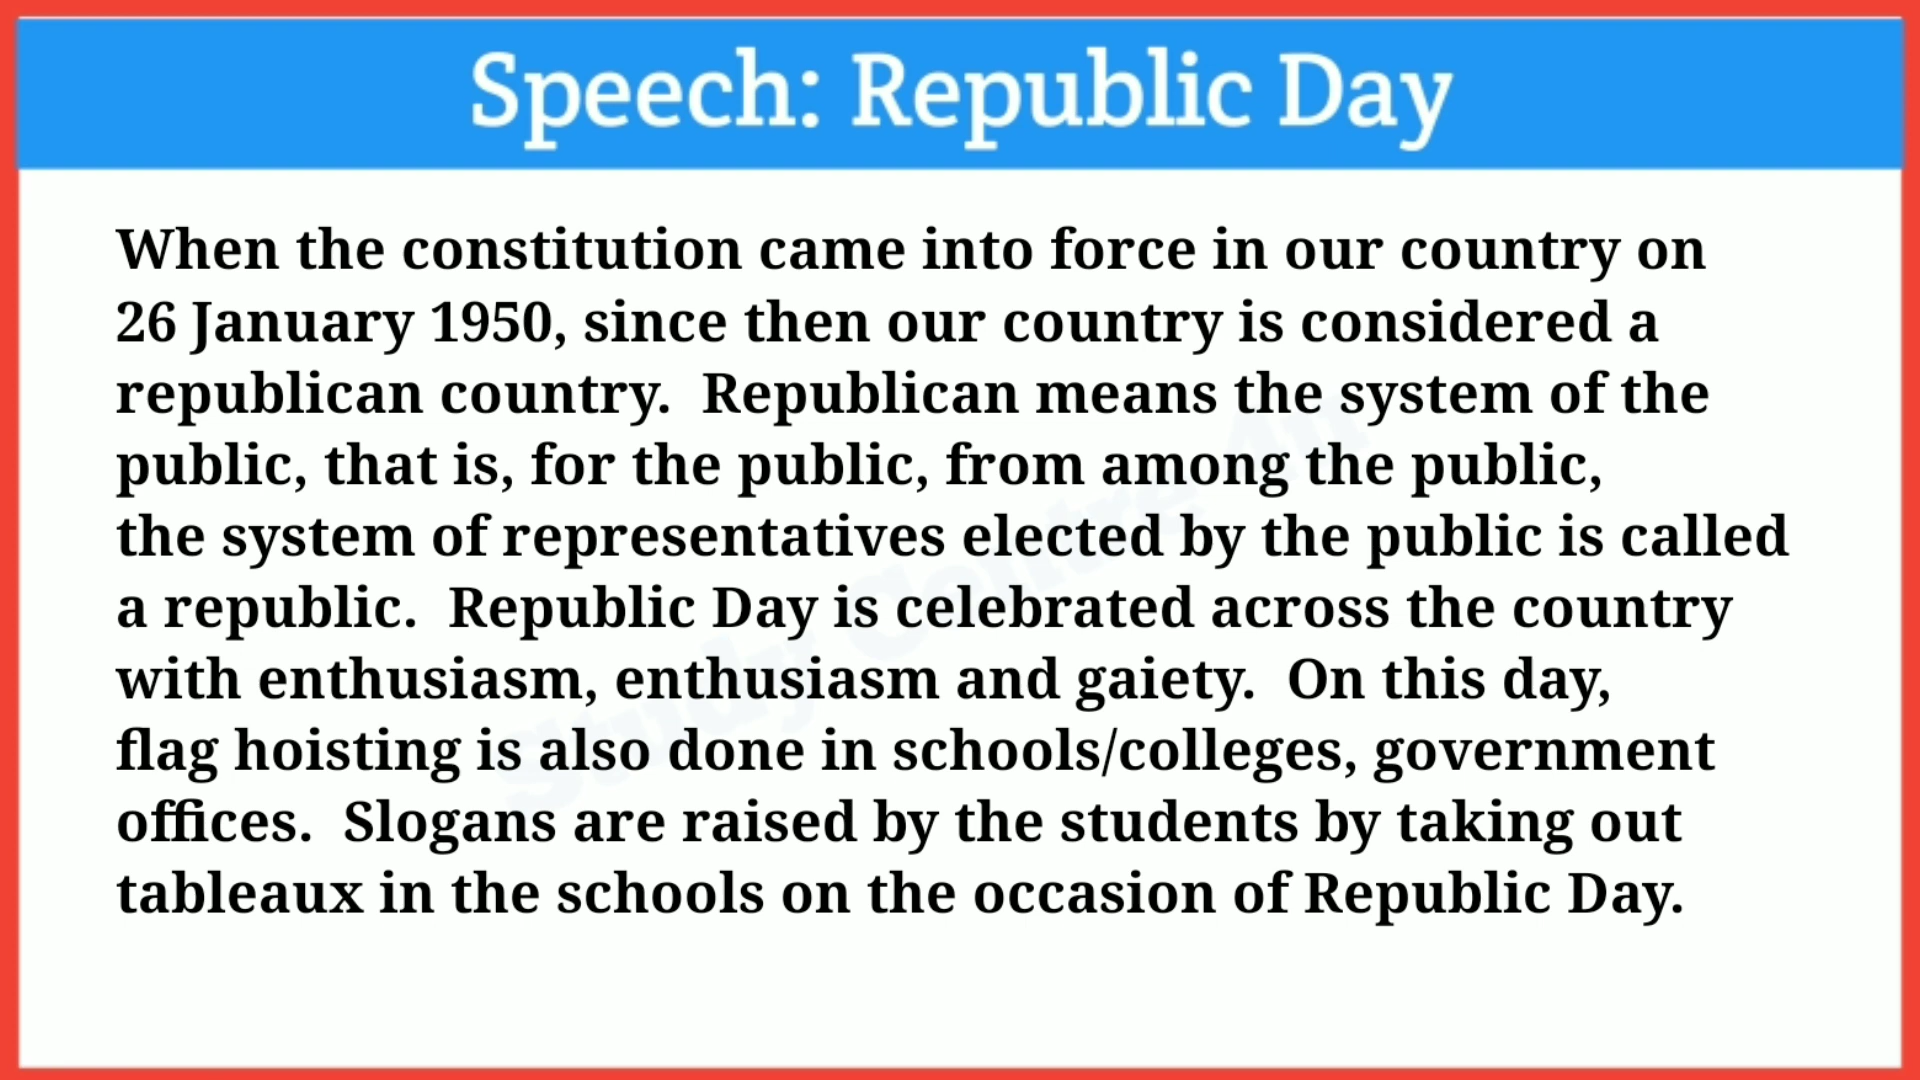 Speech: Republic Day
When the constitution came into force in our country on
26 January 1950, since then our country is considered a
republican country.  Republican means the system of the
public, that is, for the public, from among the public,
the system of representatives elected by the public is called
a republic.  Republic Day is celebrated across the country
with enthusiasm, enthusiasm and gaiety.  On this day,
flag hoisting is also done in schools/colleges, government
offices.  Slogans are raised by the students by taking out
tableaux in the schools on the occasion of Republic Day.
Study Centre 4u